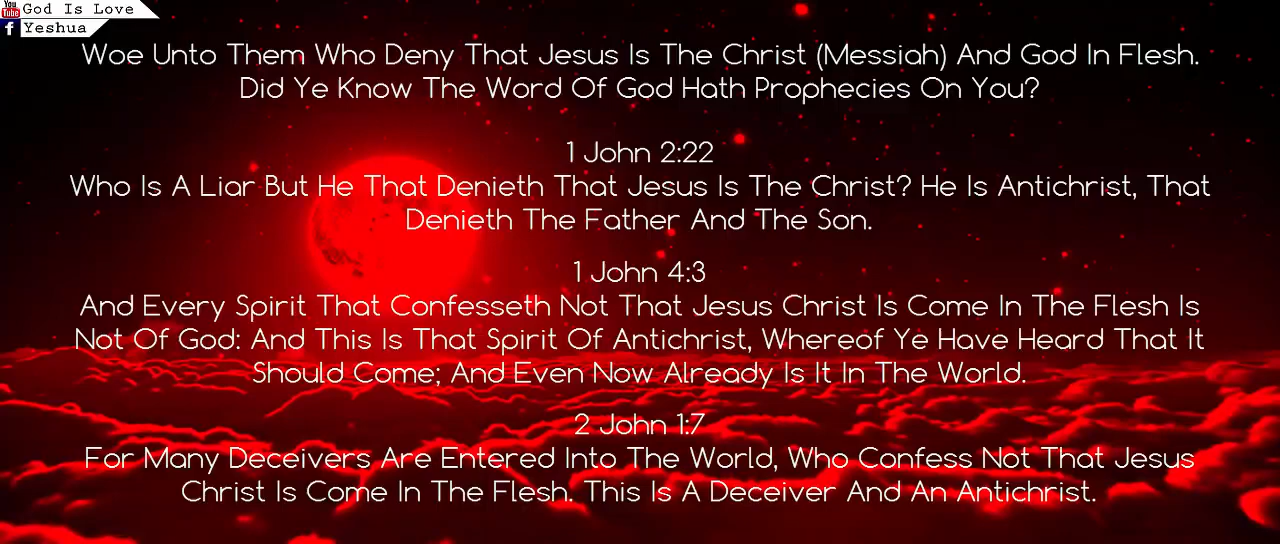 You Tube God Is Love
f Yeshua
Woe Unto Them Who Deny That Jesus Is The Christ (Messiah) And God In Flesh.
Did Ye Know The Word Of God Hath Prophecies On You?
1 John 2:22
Who Is A Liar But He That Denieth That Jesus Is The Christ? He Is Antichrist, That
Denieth The Father And The Son.
1 John 4:3
And Every Spirit That Confesseth Not That Jesus Christ Is Come In The Flesh Is
Not Of God: And This Is That Spirit Of Antichrist, Whereof Ye Have Heard That It
Should Come; And Even Now Already Is It In The World.
2 John 1:7
For Many Deceivers Are Entered Into The World, Who Confess Not That Jesus
Christ Is Come In The Flesh. This Is A Deceiver And An Antichrist.